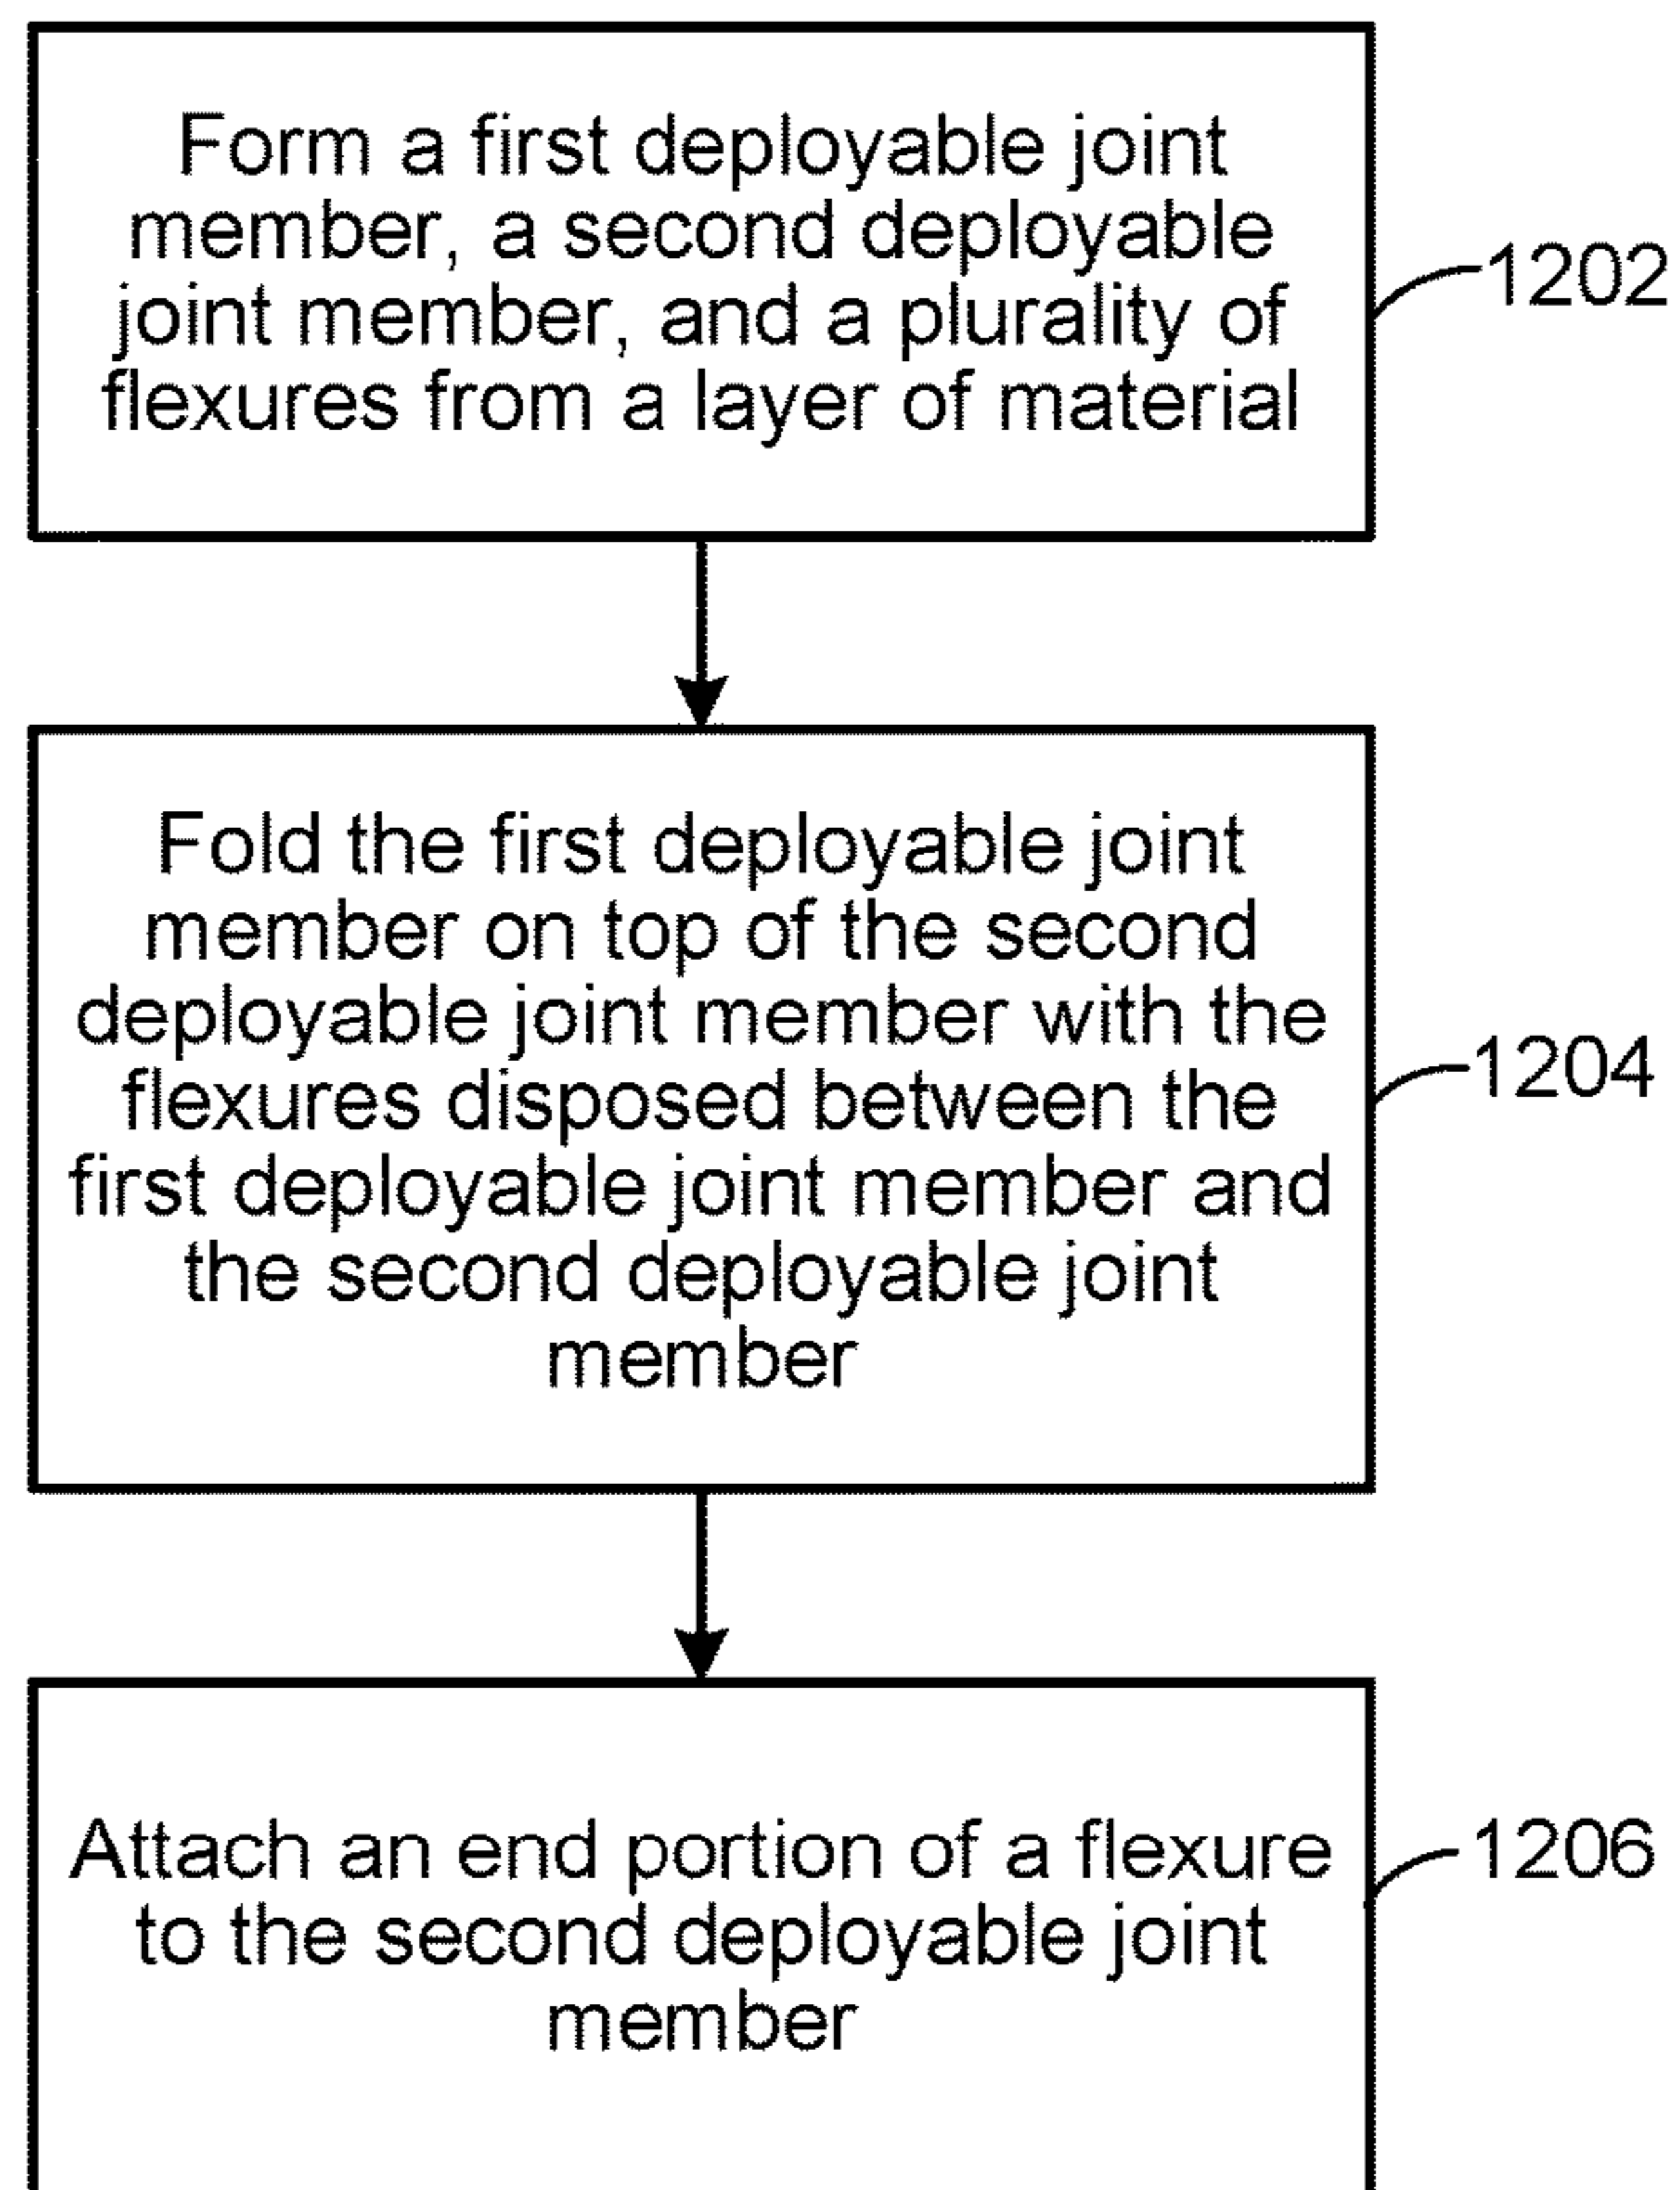 Form a first deployable joint
member, a second deployable
joint member, and a plurality of
flexures from a layer of material
1202
Fold the first deployable joint
member on top of the second
deployable joint member with the
flexures disposed between the
first deployable joint member and
the second deployable joint
member
1204
Attach an end portion of a flexure
to the second deployable joint
member
1206